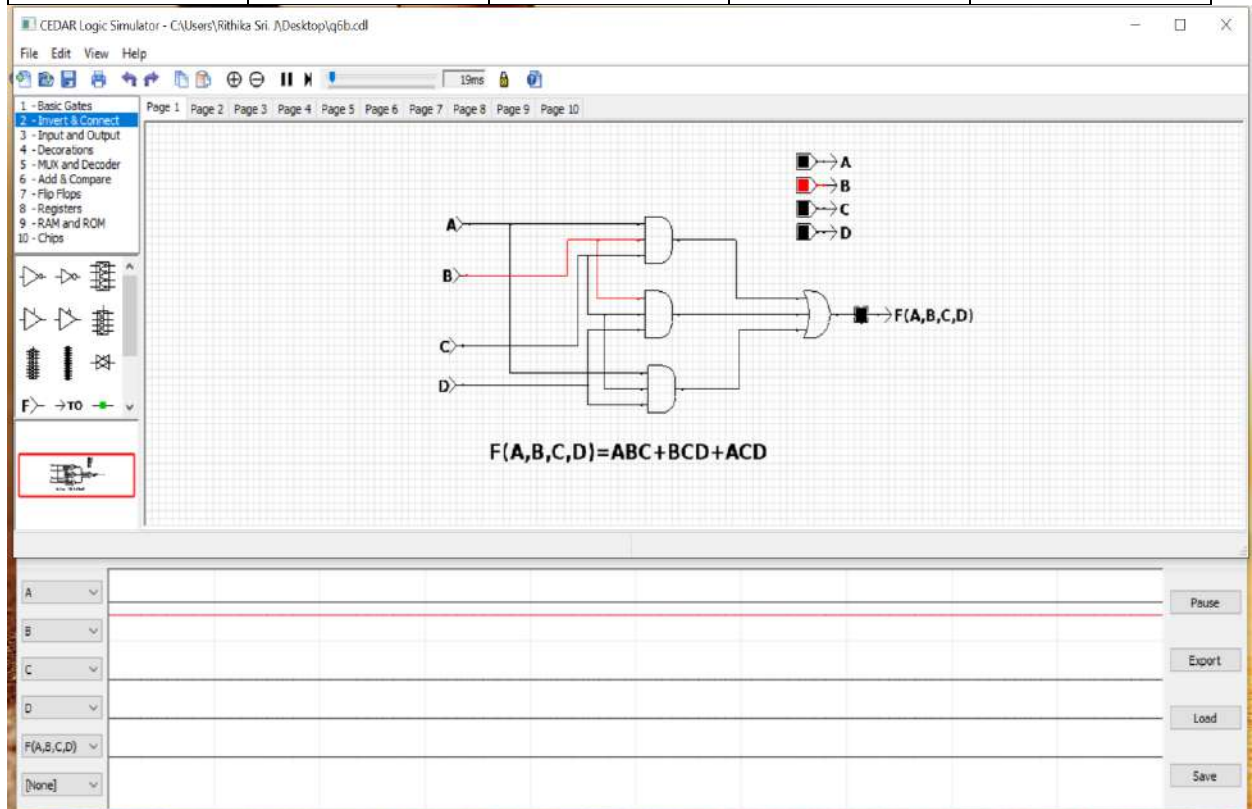 CEDAR Logic Simulator - C:\Users\Rithika Sri. J\Desktop\q6b.cdl
File Edit View Help
19ms
1 - Basic Gates
2 - Invert & Connect
3 - Input and Output
4 - Decorations
5 - MUX and Decoder
6 - Add & Compare
7 - Flip Flops
8 - Registers
9 - RAM and ROM
10 - Chips
Page 1 Page 2 Page 3 Page 4 Page 5 Page 6 Page 7 Page 8 Page 9 Page 10
A
B
C
D
A
B
C
D
F(A,B,C,D)
F(A,B,C,D)=ABC+BCD+ACD
F TO
A
B
C
D
F(A,B,C,D)
[None]
Pause
Export
Load
Save